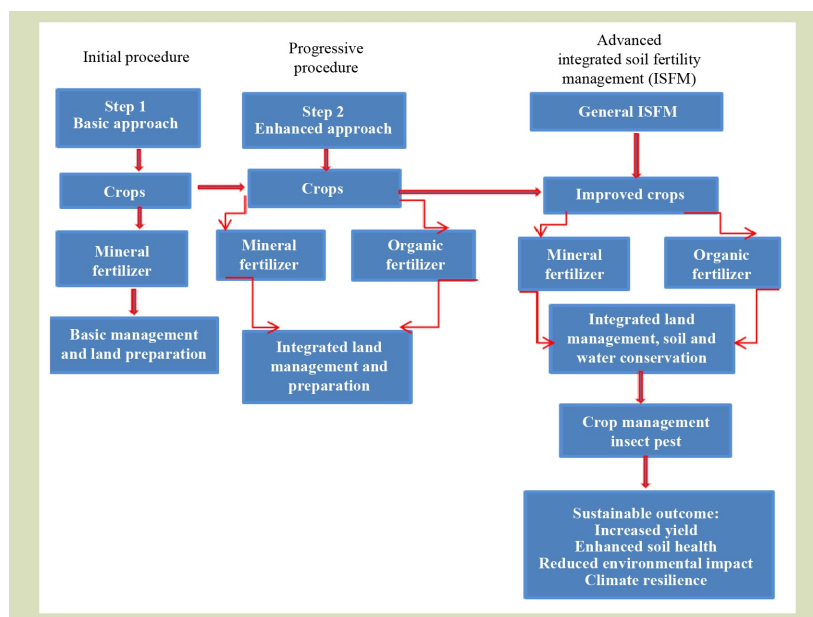 Initial procedure
Progressive
procedure
Advanced
integrated soil fertility
management (ISFM)
Step 1
Basic approach
Step 2
Enhanced approach
General ISFM
Crops
Crops
Improved crops
Mineral
fertilizer
Mineral
fertilizer
Organic
fertilizer
Mineral
fertilizer
Organic
fertilizer
Basic management
and land preparation
Integrated land
management and
preparation
Integrated land
management, soil and
water conservation
Crop management
insect pest
Sustainable outcome:
Increased yield
Enhanced soil health
Reduced environmental impact
Climate resilience